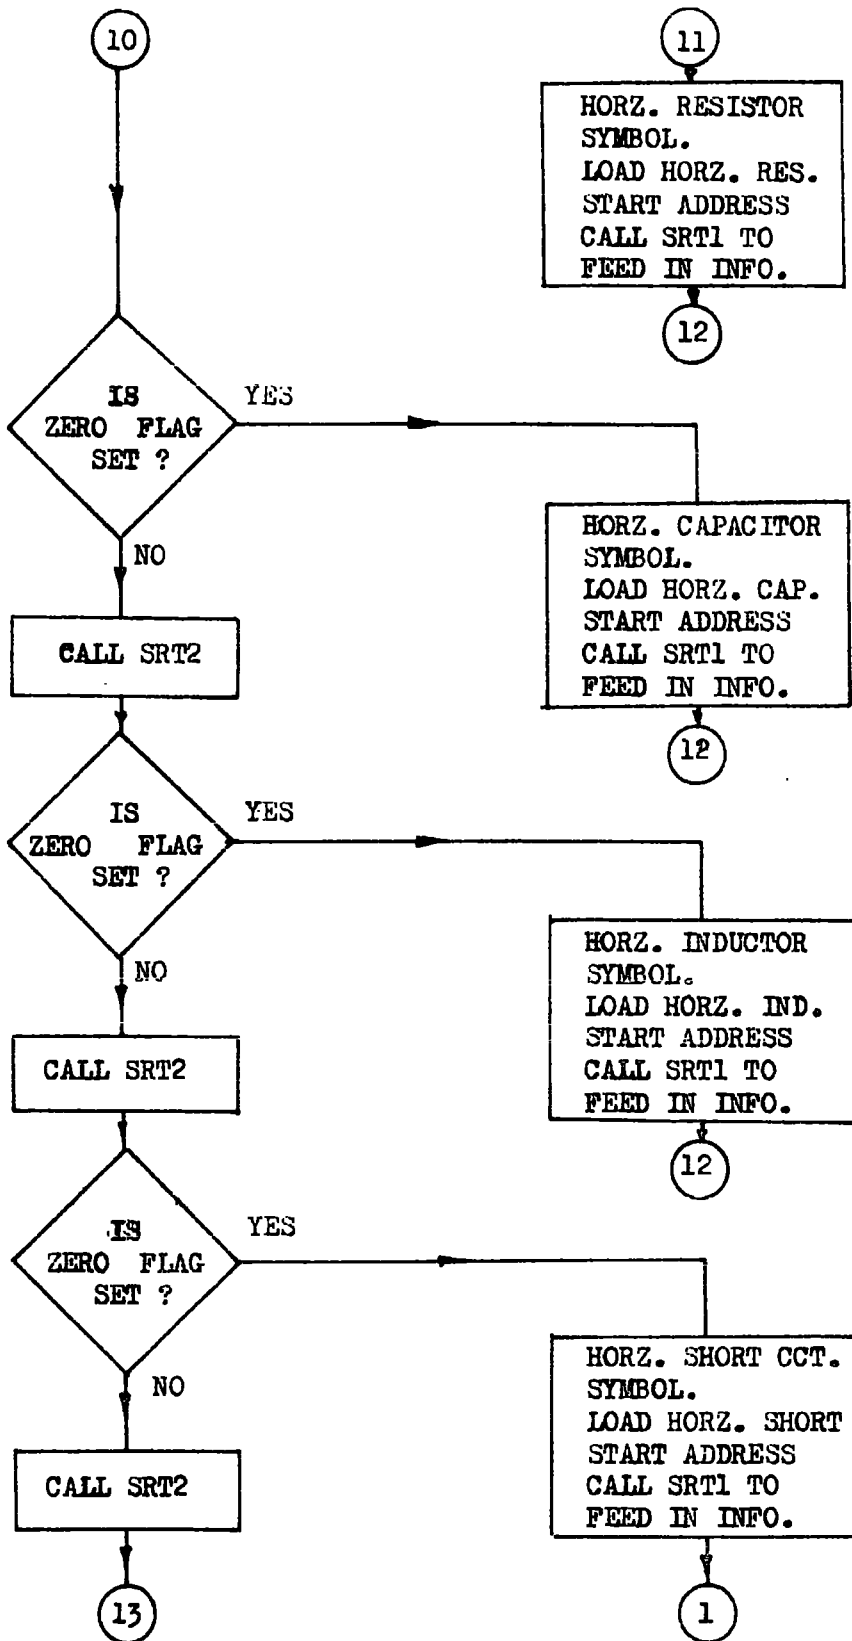 10
11
HORZ. RESISTOR
SYMBOL.
LOAD HORZ. RES.
START ADDRESS
CALL SRT1 TO
FEED IN INFO.
12
IS
ZERO FLAG
SET ?
YES
NO
HORZ. CAPACITOR
SYMBOL.
LOAD HORZ. CAP.
START ADDRESS
CALL SRT1 TO
FEED IN INFO.
12
CALL SRT2
IS
ZERO FLAG
SET ?
YES
NO
HORZ. INDUCTOR
SYMBOL.
LOAD HORZ. IND.
START ADDRESS
CALL SRT1 TO
FEED IN INFO.
12
CALL SRT2
IS
ZERO FLAG
SET ?
YES
NO
HORZ. SHORT CCT.
SYMBOL.
LOAD HORZ. SHORT
START ADDRESS
CALL SRT1 TO
FEED IN INFO.
1
CALL SRT2
13